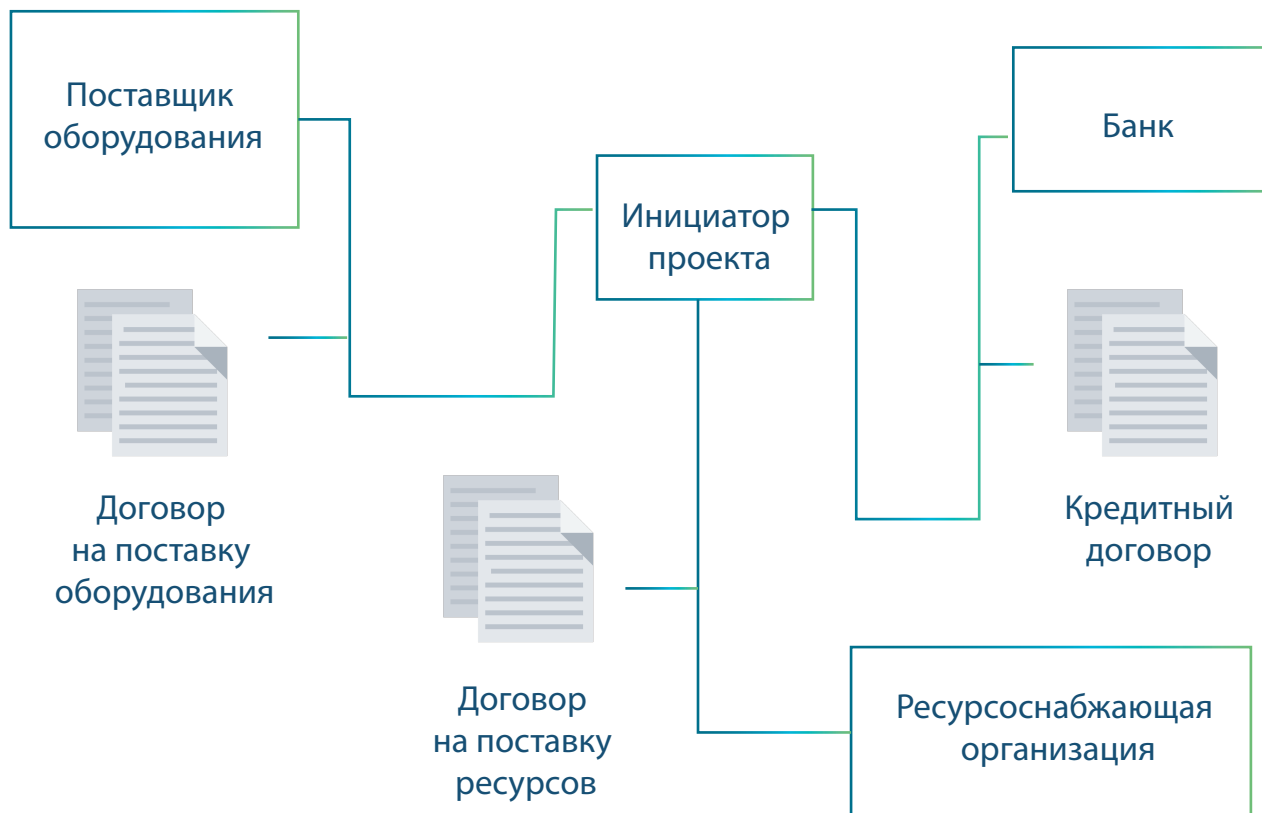 Поставщик
оборудования
Банк
Инициатор
проекта
Договор
на поставку
оборудования
Кредитный
договор
Договор
на поставку
ресурсов
Ресурсоснабжающая
организация